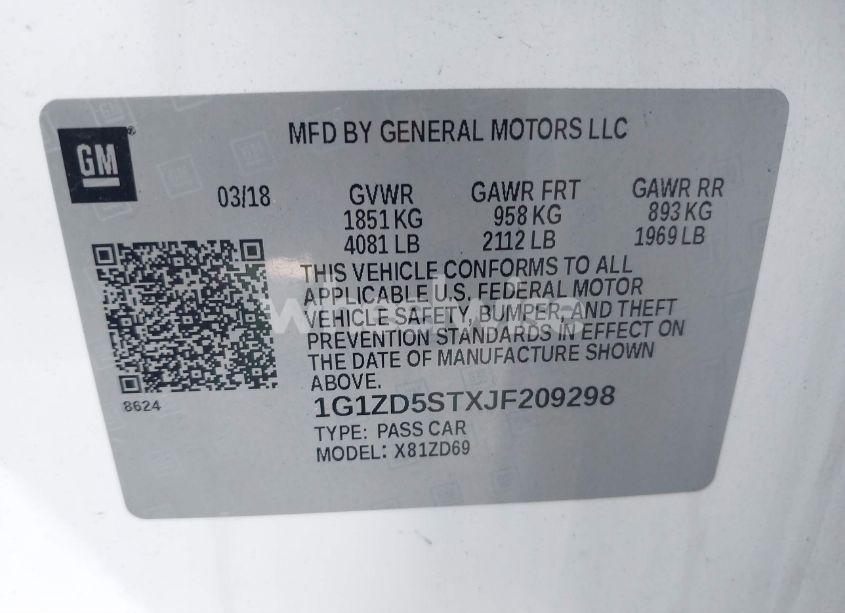 GM
MFD BY GENERAL MOTORS LLC
03/18 GVWR GAWR FRT GAWR RR
1851 KG 958 KG 893 KG
4081 LB 2112 LB 1969 LB
THIS VEHICLE CONFORMS TO ALL
APPLICABLE U.S. FEDERAL MOTOR
VEHICLE SAFETY, BUMPER, AND THEFT
PREVENTION STANDARDS IN EFFECT ON
THE DATE OF MANUFACTURE SHOWN
ABOVE.
8624
1G1ZD5STXJF209298
TYPE: PASS CAR
MODEL: X81ZD69